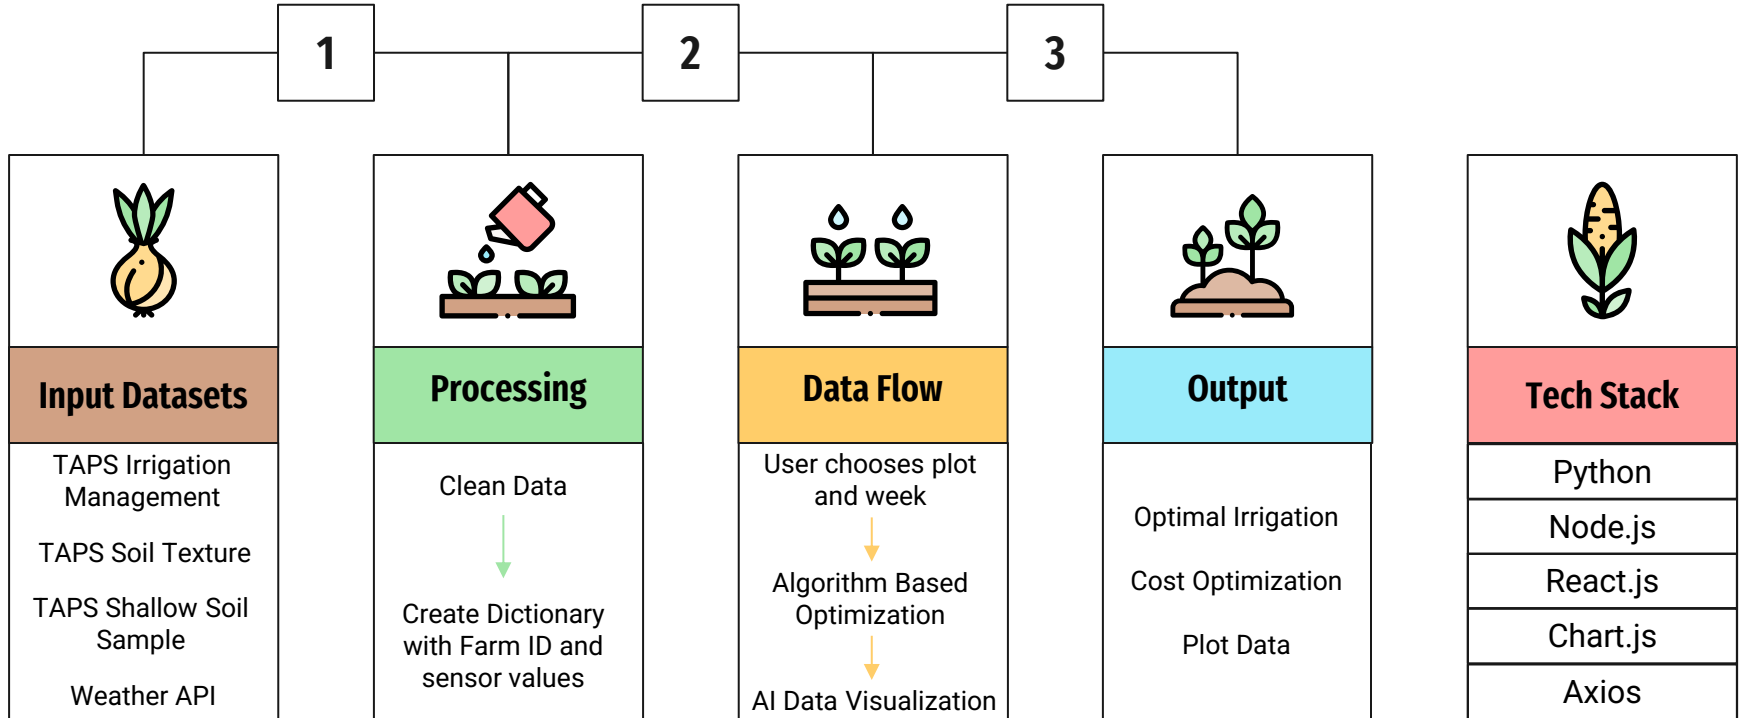 1
2
3
Input Datasets
TAPS Irrigation
Management
TAPS Soil Texture
TAPS Shallow Soil
Sample
Weather API
Processing
Clean Data
Create Dictionary
with Farm ID and
sensor values
Data Flow
User chooses plot
and week
Algorithm Based
Optimization
AI Data Visualization
Output
Optimal Irrigation
Cost Optimization
Plot Data
Tech Stack
Python
Node.js
React.js
Chart.js
Axios